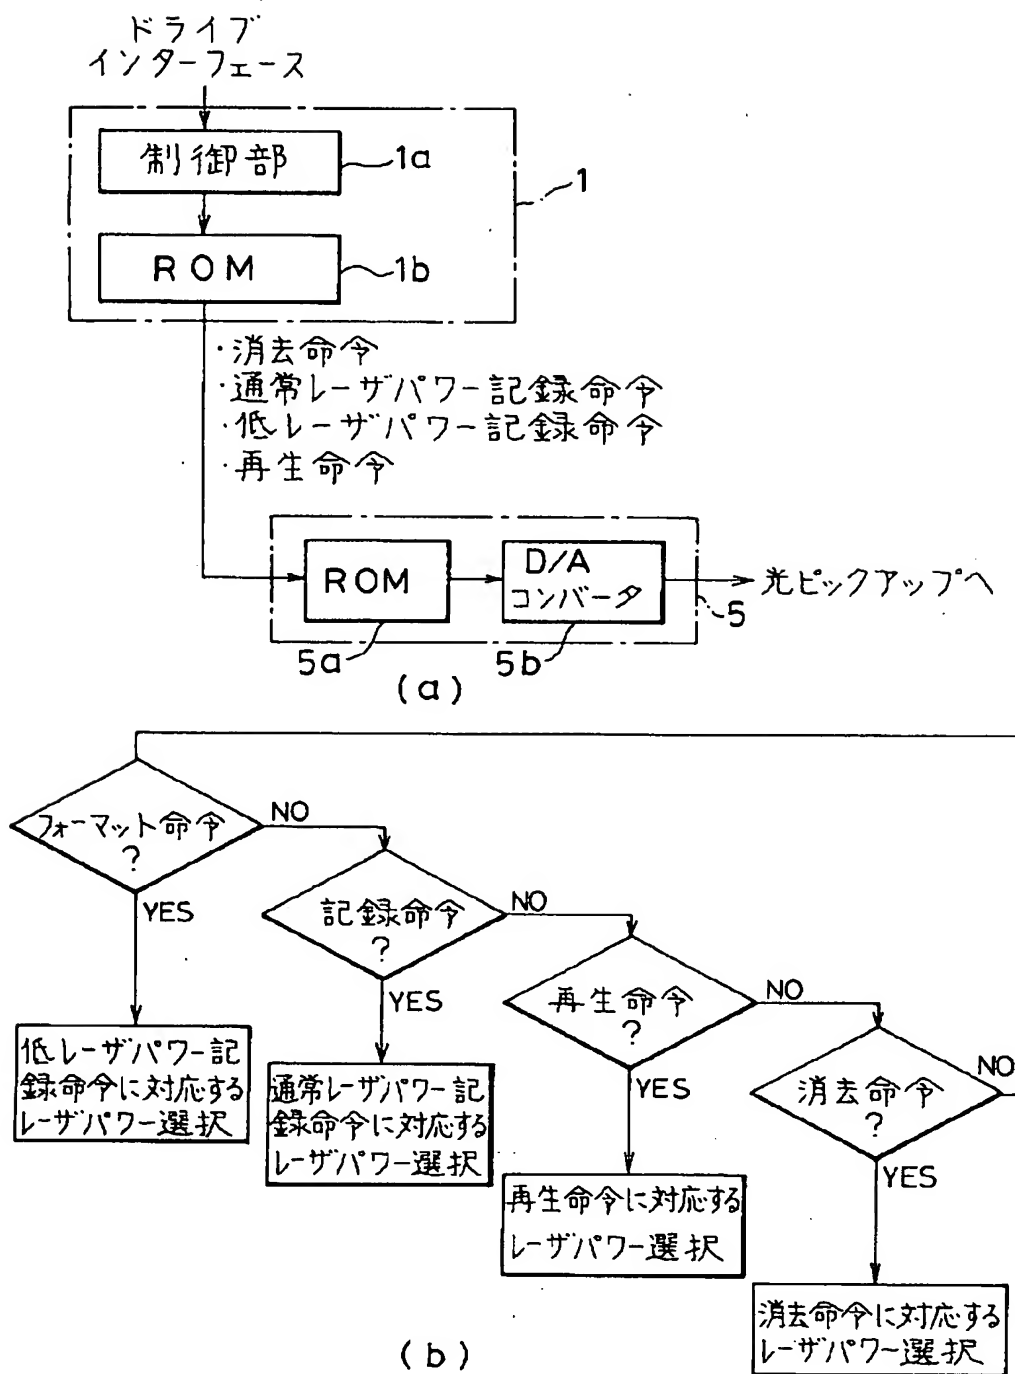 ドライブ
インターフェース
制御部
1a
1
ROM
1b
・消去命令
・通常レーザパワー記録命令
・低レーザパワー記録命令
・再生命令
ROM
D/A
コンバータ
光ピックアップへ
5
5a
5b
(a)
フォーマット命令
?
NO
YES
記録命令
?
NO
YES
再生命令
?
NO
YES
消去命令
?
NO
YES
低レーザパワー記
録命令に対応する
レーザパワー選択
通常レーザパワー記
録命令に対応する
レーザパワー選択
再生命令に対応する
レーザパワー選択
消去命令に対応する
レーザパワー選択
(b)